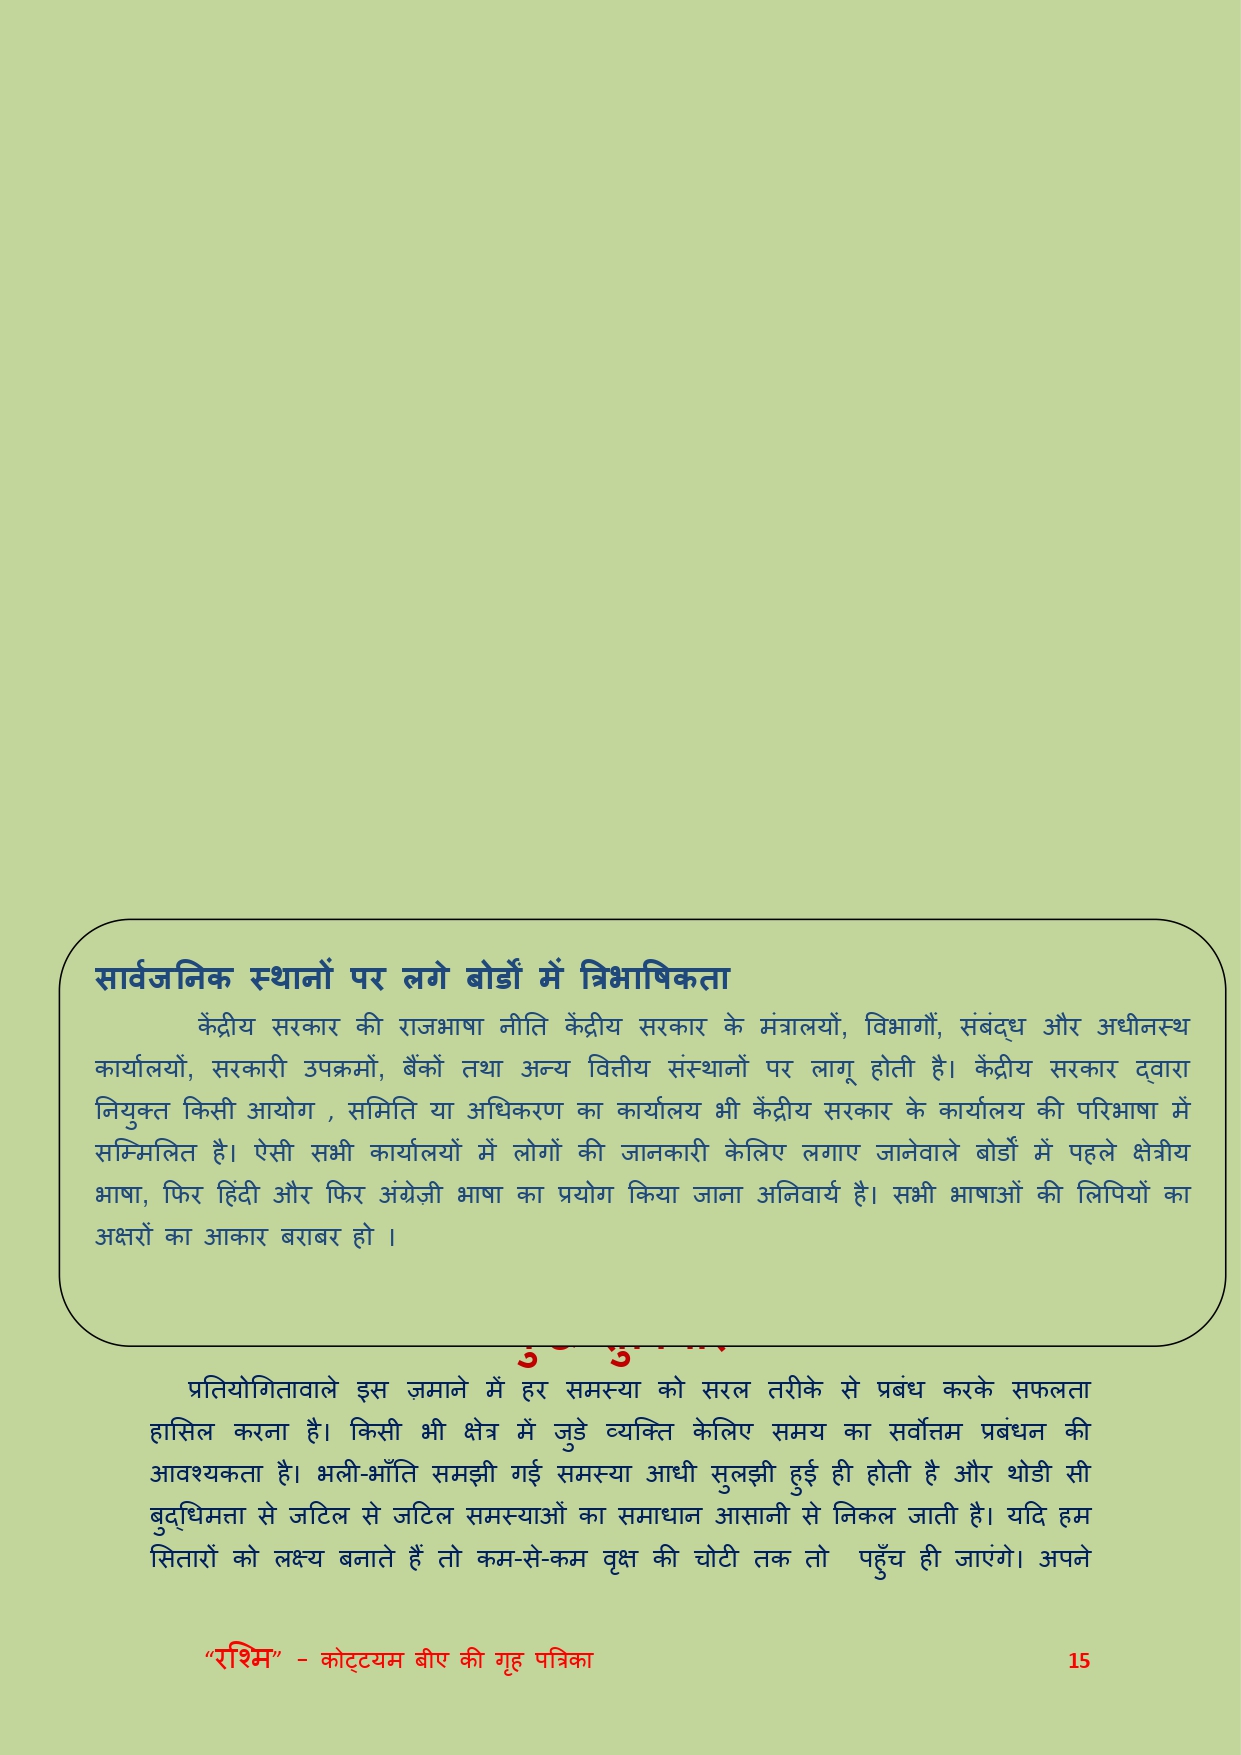 सार्वजनिक स्थानों पर लगे बोर्डों में त्रिभाषिकता
केंद्रीय सरकार की राजभाषा नीति केंद्रीय सरकार के मंत्रालयों, विभागौं, संबंद्ध और अधीनस्थ
कार्यालयों, सरकारी उपक्रमों, बैंकों तथा अन्य वित्तीय संस्थानों पर लागू होती है। केंद्रीय सरकार द्वारा
नियुक्त किसी आयोग , समिति या अधिकरण का कार्यालय भी केंद्रीय सरकार के कार्यालय की परिभाषा में
सम्मिलित है। ऐसी सभी कार्यालयों में लोगों की जानकारी केलिए लगाए जानेवाले बोर्डों में पहले क्षेत्रीय
भाषा, फिर हिंदी और फिर अंग्रेज़ी भाषा का प्रयोग किया जाना अनिवार्य है। सभी भाषाओं की लिपियों का
अक्षरों का आकार बराबर हो ।
प्रतियोगितावाले इस ज़माने में हर समस्या को सरल तरीके से प्रबंध करके सफलता
हासिल करना है। किसी भी क्षेत्र में जुडे व्यक्ति केलिए समय का सर्वोत्तम प्रबंधन की
आवश्यकता है। भली-भाँति समझी गई समस्या आधी सुलझी हुई ही होती है और थोडी सी
बुद्धिमत्ता से जटिल से जटिल समस्याओं का समाधान आसानी से निकल जाती है। यदि हम
सितारों को लक्ष्य बनाते हैं तो कम-से-कम वृक्ष की चोटी तक तो पहुँच ही जाएंगे। अपने
“रश्मि” – कोट्टयम बीए की गृह पत्रिका 15